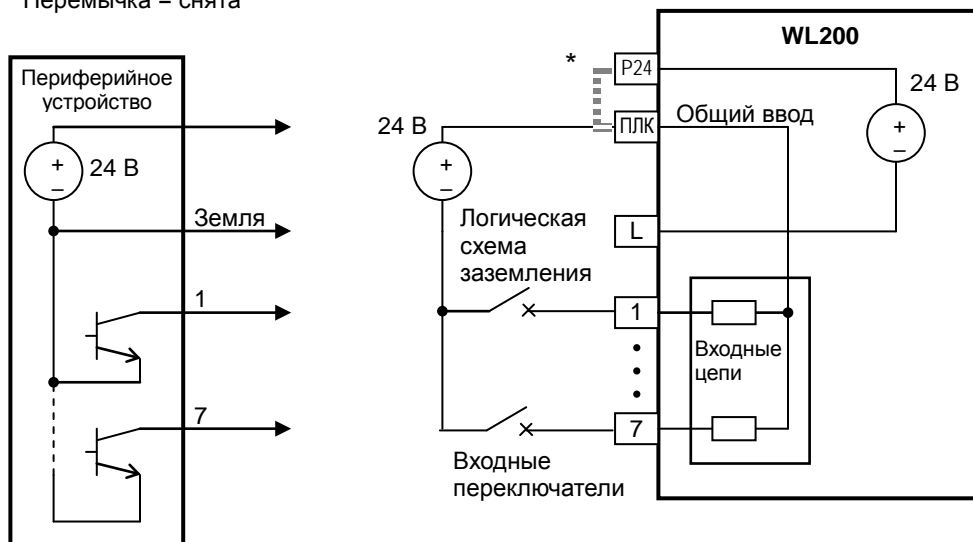 Перемычка = снята
WL200
Периферийное
устройство
24 В
+
–
Земля
1
7
*
24 В
+
–
P24
ПЛК
Общий ввод
24 В
+
–
L
Логическая
схема
заземления
1
7
Входные
цепи
Входные
переключатели